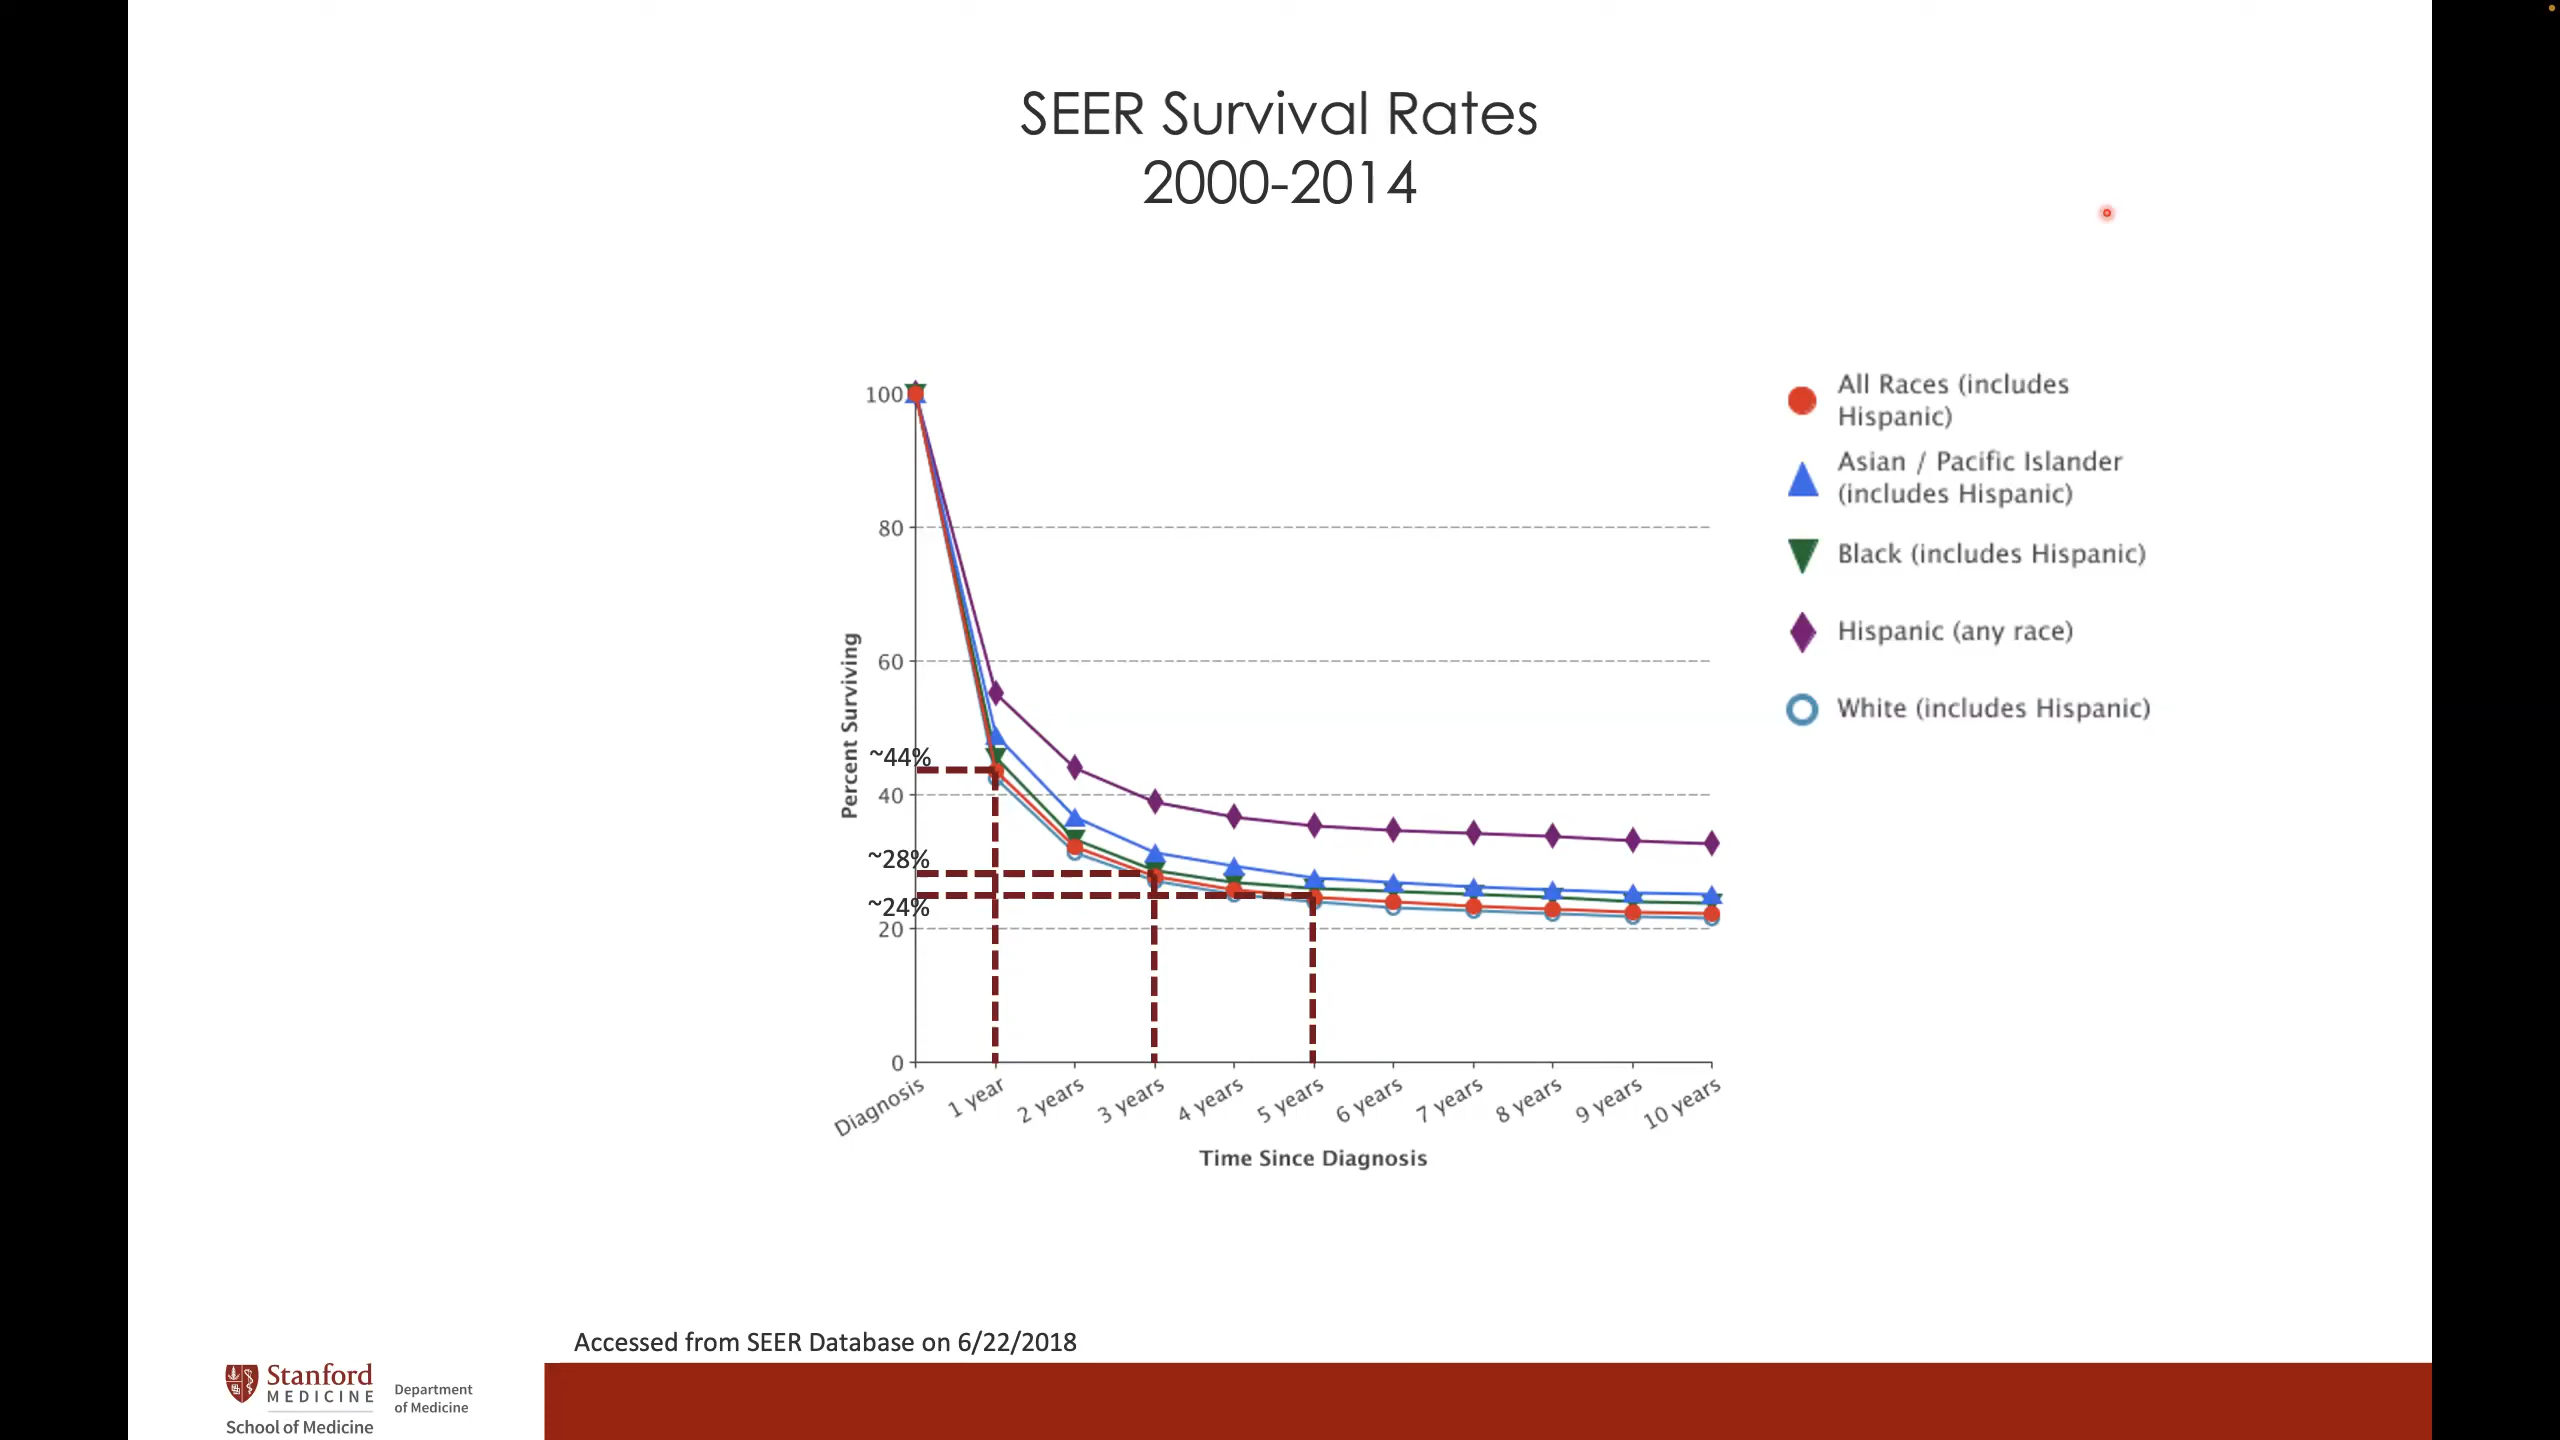 SEER Survival Rates
2000-2014
All Races (includes
Hispanic)
Asian / Pacific Islander
(includes Hispanic)
Black (includes Hispanic)
Hispanic (any race)
White (includes Hispanic)
Percent Surviving
100
80
60
~44%
40
~28%
~24%
20
0
Diagnosis
1 year
2 years
3 years
4 years
5 years
6 years
7 years
8 years
9 years
10 years
Time Since Diagnosis
Accessed from SEER Database on 6/22/2018
Stanford
MEDICINE
School of Medicine
Department
of Medicine